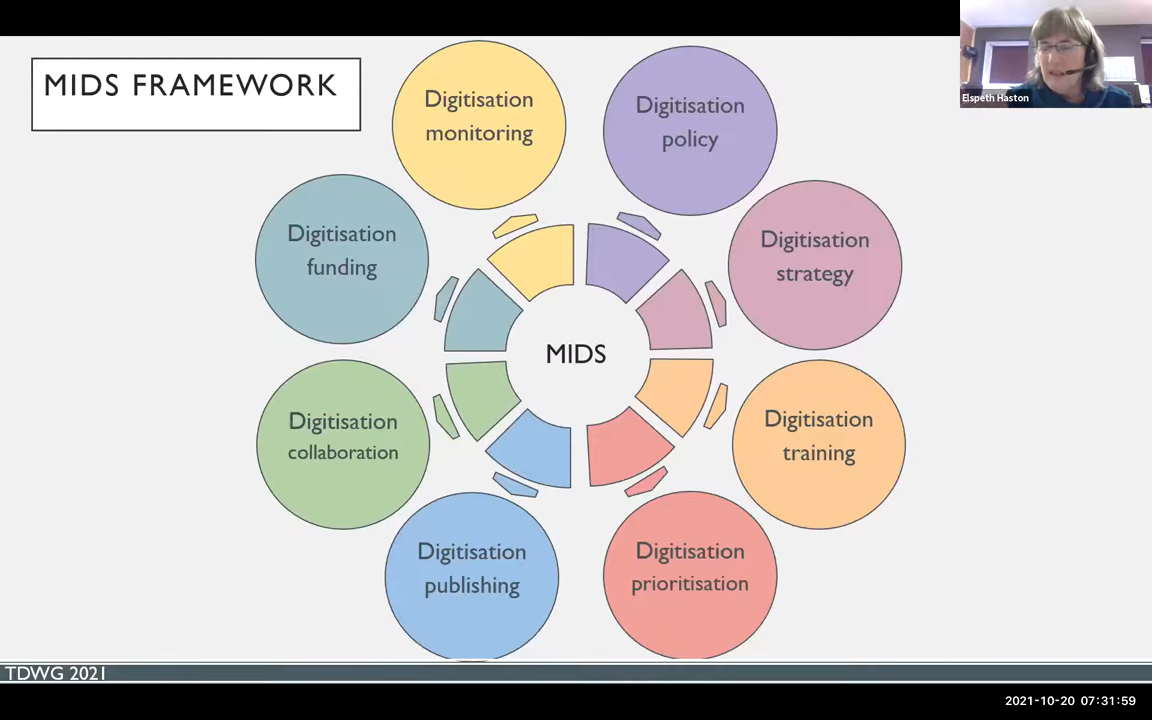 MIDS FRAMEWORK
Elspeth Haston
Digitisation
monitoring
Digitisation
policy
Digitisation
funding
Digitisation
strategy
MIDS
Digitisation
collaboration
Digitisation
training
Digitisation
publishing
Digitisation
prioritisation
TDWG 2021
2021-10-20 07:31:59